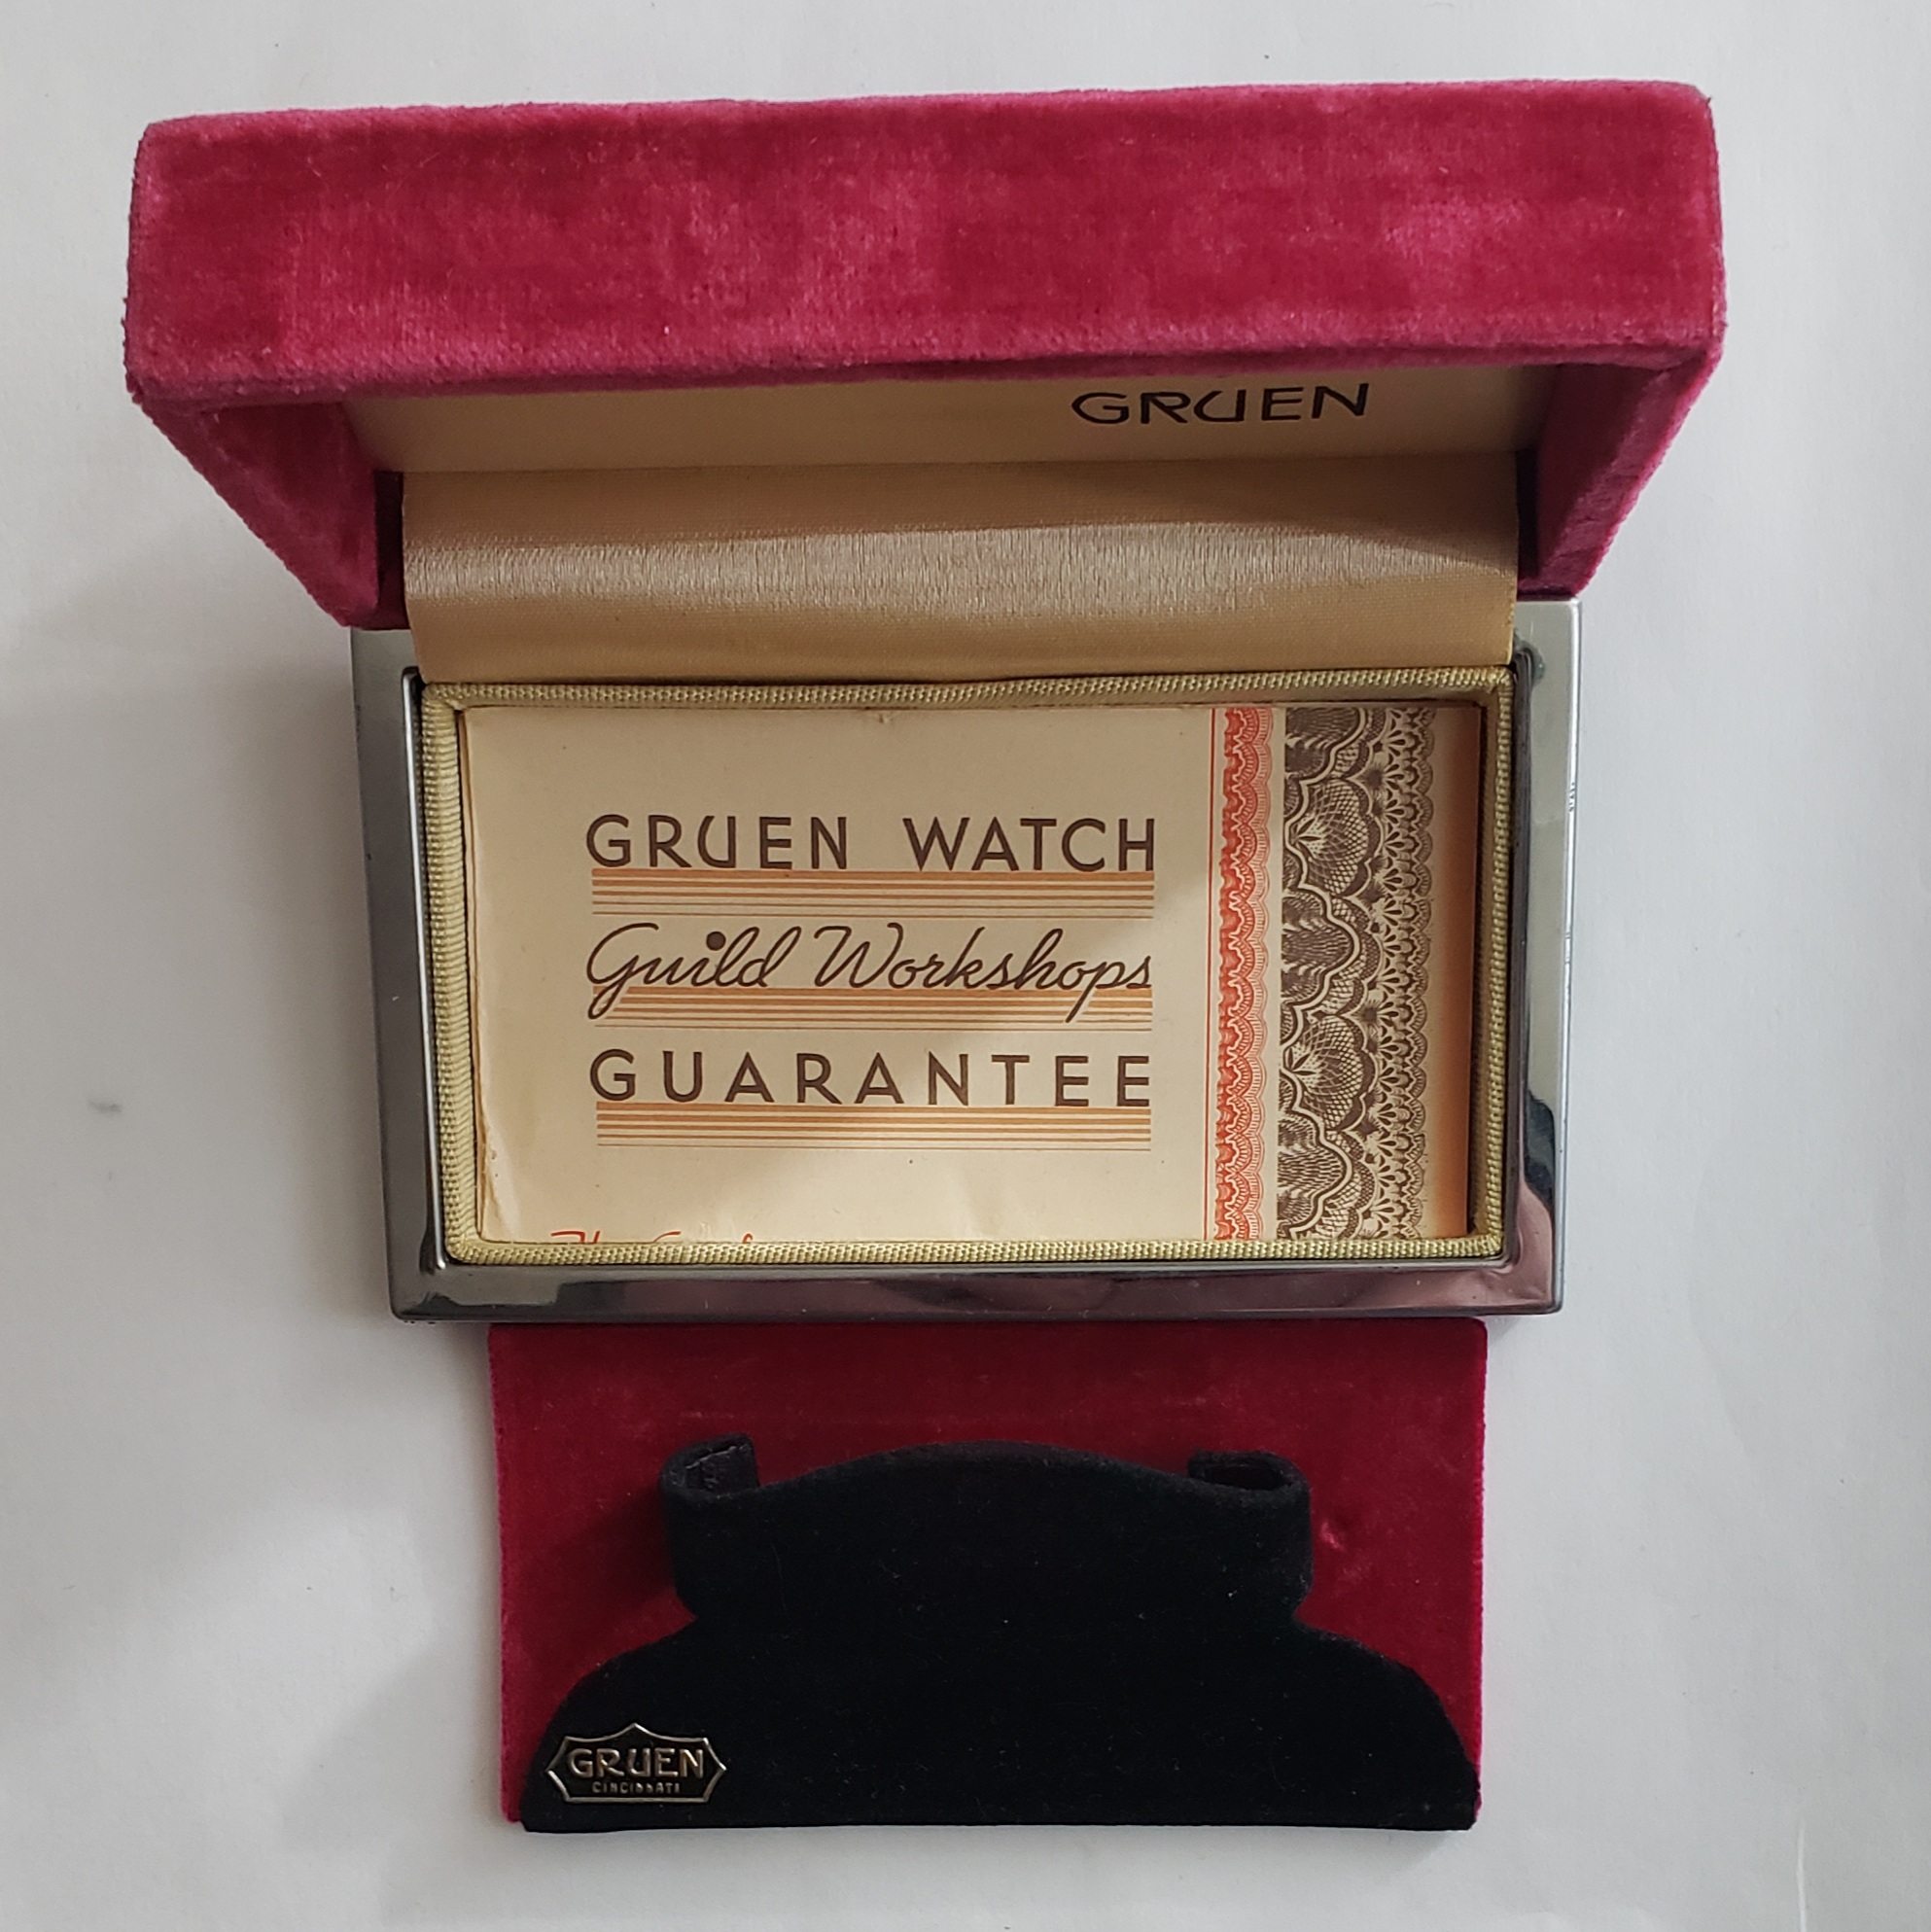 GRUEN
GRUEN WATCH
Guild Workshops
GUARANTEE
GRUEN
CINCINNATI